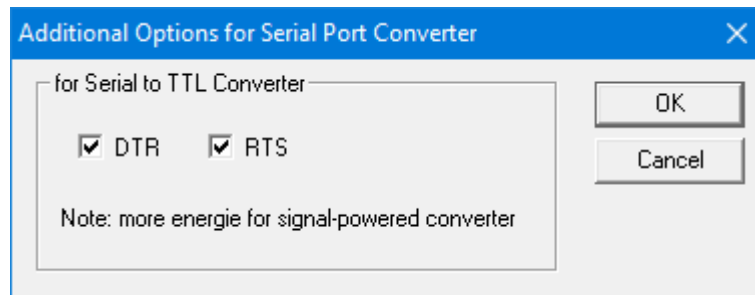 Additional Options for Serial Port Converter
for Serial to TTL Converter
DTR RTS
Note: more energie for signal-powered converter
OK
Cancel